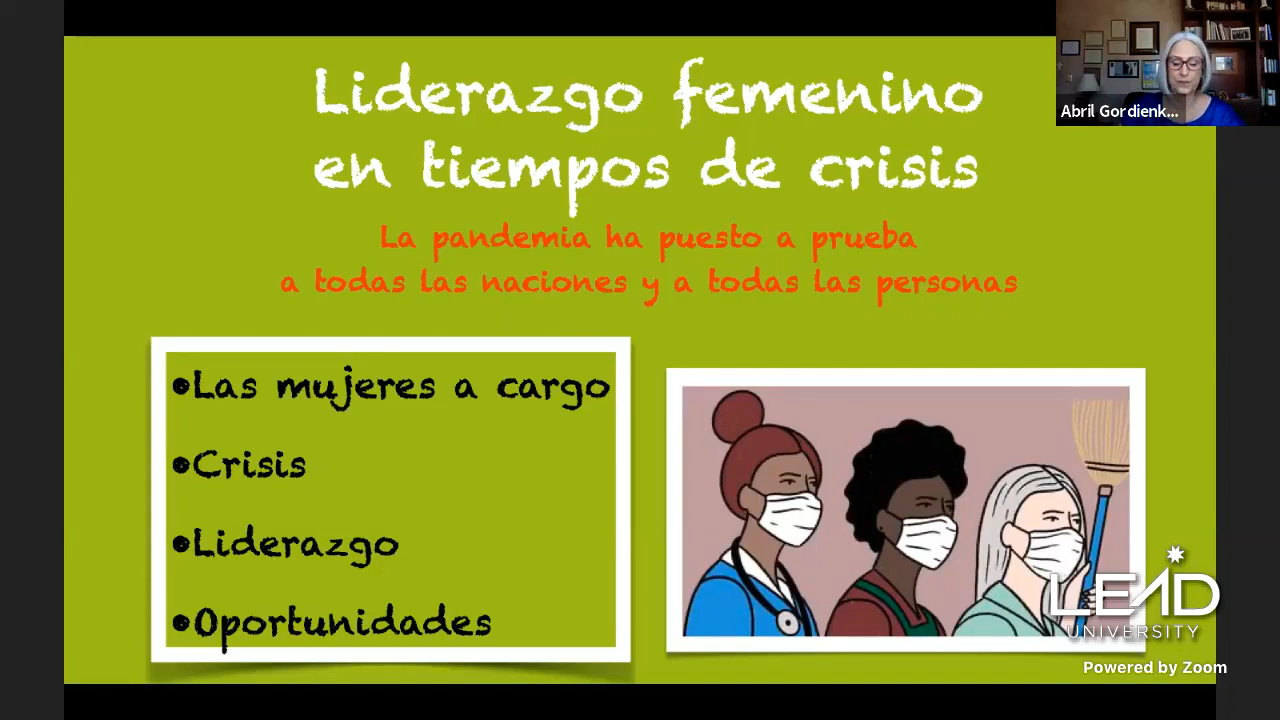 Liderazgo femenino
en tiempos de crisis
La pandemia ha puesto a prueba
a todas las naciones y a todas las personas
•Las mujeres a cargo
•Crisis
•Liderazgo
•Oportunidades
Abril Gordienk...
LEAD
UNIVERSITY
Powered by Zoom